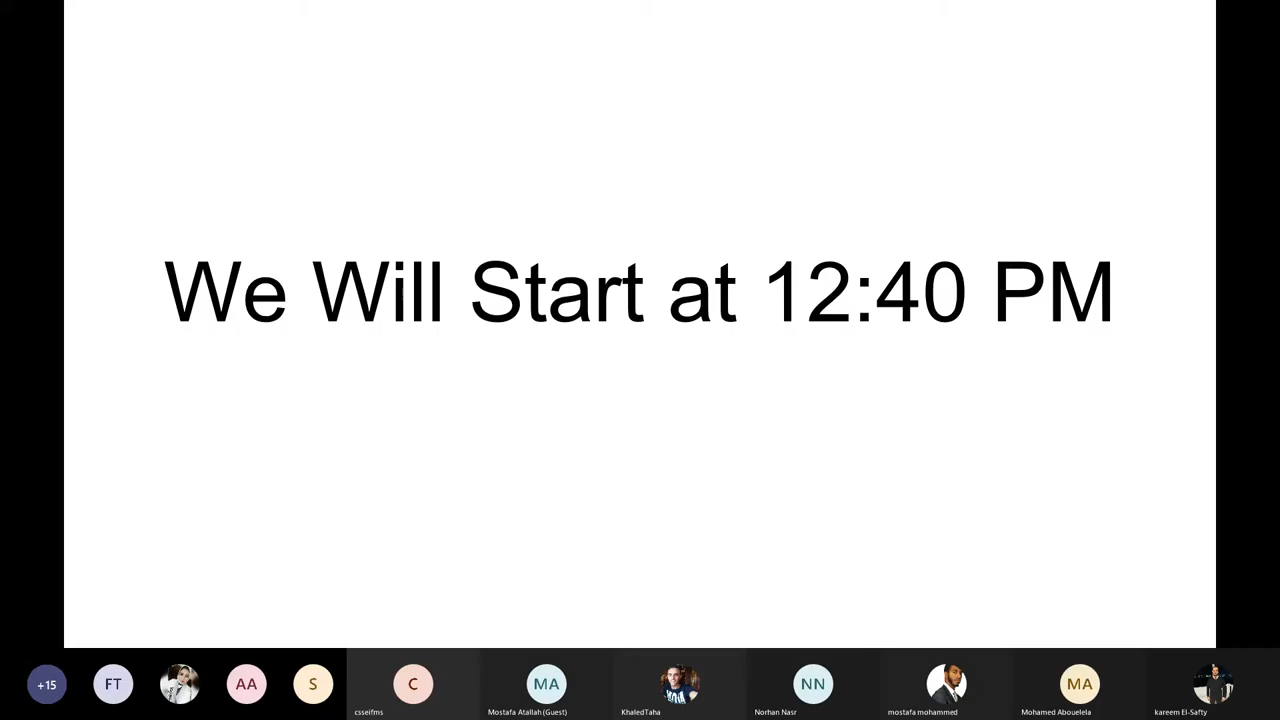 We Will Start at 12:40 PM
+15
FT
AA
S
C
MA
NN
MA
csseifms
Mostafa Atallah (Guest)
KhaledTaha
Norhan Nasr
mostafa mohammed
Mohamed Abouelela
kareem El-Safty